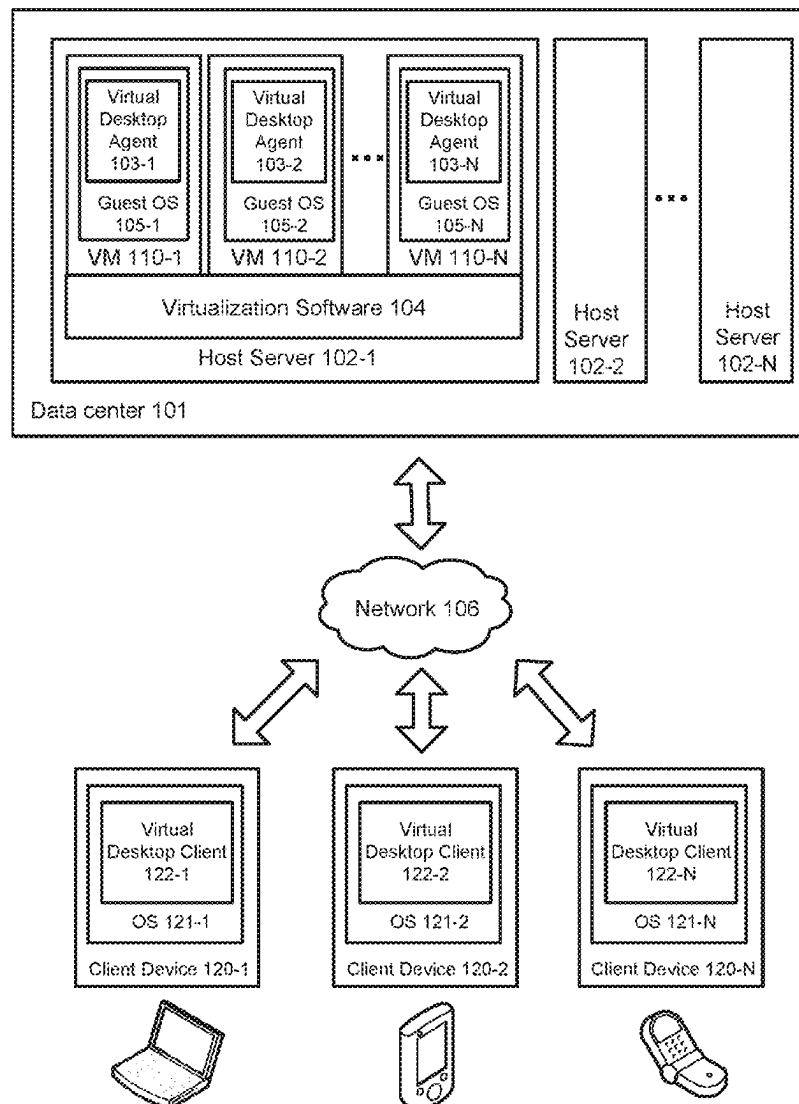 Virtual
Desktop
Agent
103-1
Guest OS
105-1
VM 110-1
Virtual
Desktop
Agent
103-2
Guest OS
105-2
VM 110-2
Virtual
Desktop
Agent
103-N
Guest OS
105-N
VM 110-N
Virtualization Software 104
Host Server 102-1
Host
Server
102-2
Host
Server
102-N
Data center 101
Network 106
Virtual
Desktop Client
122-1
OS 121-1
Client Device 120-1
Virtual
Desktop Client
122-2
OS 121-2
Client Device 120-2
Virtual
Desktop Client
122-N
OS 121-N
Client Device 120-N